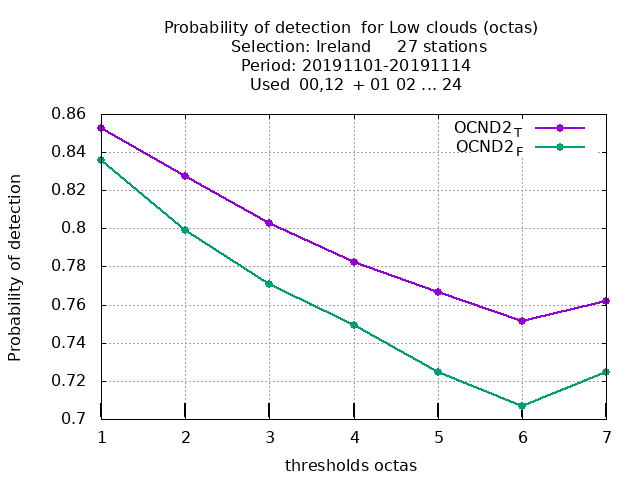 Probability of detection  for Low clouds (octas)
Selection: Ireland     27 stations
Period: 20191101-20191114
Used  00,12  + 01 02 ... 24
OCND2T
OCND2F
0.86
0.84
0.82
0.8
0.78
0.76
0.74
0.72
0.7
Probability of detection
1 2 3 4 5 6 7
thresholds octas